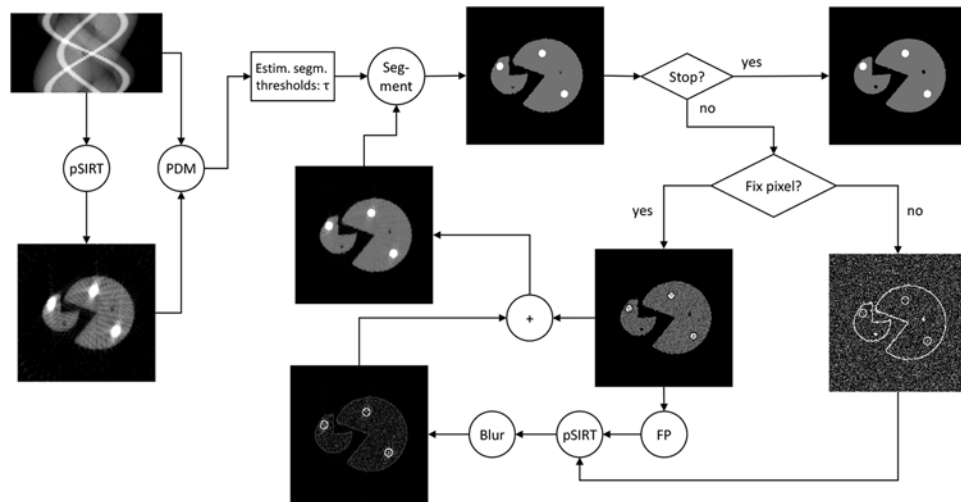 Estim. segm.
thresholds: τ
Seg-
ment
Stop?
yes
no
pSIRT
PDM
Fix pixel?
yes
no
+
Blur
pSIRT
FP